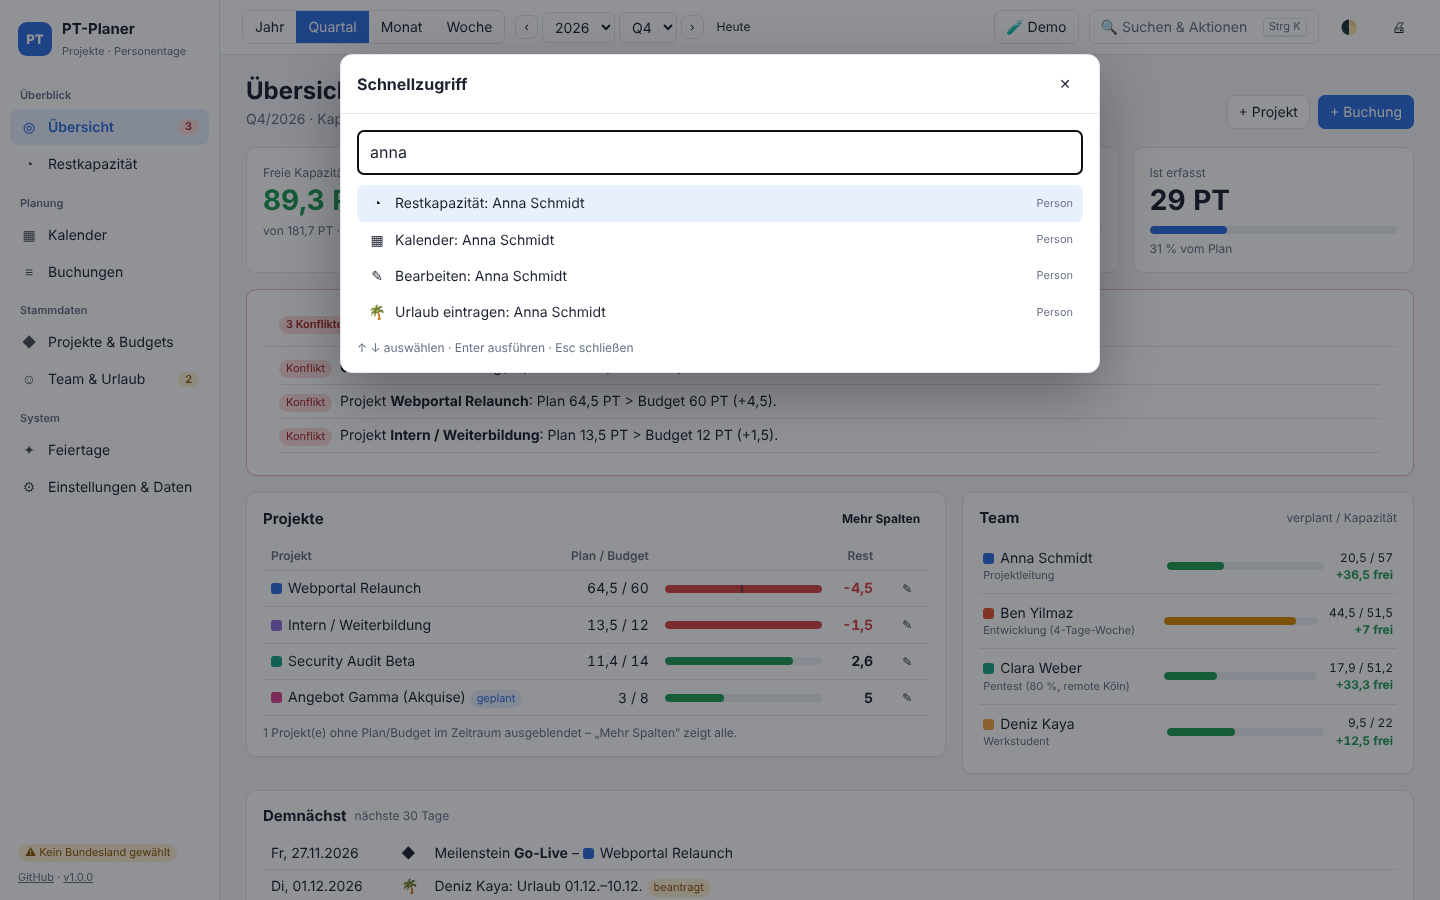 PT
PT-Planer
Projekte · Personentage
Überblick
Übersicht 3
Restkapazität
Planung
Kalender
Buchungen
Stammdaten
Projekte & Budgets
Team & Urlaub 2
System
Feiertage
Einstellungen & Daten
⚠ Kein Bundesland gewählt
GitHub · v1.0.0
Jahr Quartal Monat Woche ‹ 2026 Q4 › Heute
Demo Suchen & Aktionen Strg K
Q4/2026 ·
+ Projekt + Buchung
Schnellzugriff ×
anna
Restkapazität: Anna Schmidt Person
Kalender: Anna Schmidt Person
Bearbeiten: Anna Schmidt Person
Urlaub eintragen: Anna Schmidt Person
↑ ↓ auswählen · Enter ausführen · Esc schließen
89,3
von 181,7 PT ·
Ist erfasst
29 PT
31 % vom Plan
3 Konflikte
Konflikt
Konflikt Projekt Webportal Relaunch: Plan 64,5 PT > Budget 60 PT (+4,5).
Konflikt Projekt Intern / Weiterbildung: Plan 13,5 PT > Budget 12 PT (+1,5).
Projekte Mehr Spalten
Projekt Plan / Budget Rest
Webportal Relaunch 64,5 / 60 -4,5
Intern / Weiterbildung 13,5 / 12 -1,5
Security Audit Beta 11,4 / 14 2,6
Angebot Gamma (Akquise) geplant 3 / 8 5
1 Projekt(e) ohne Plan/Budget im Zeitraum ausgeblendet – „Mehr Spalten“ zeigt alle.
Team verplant / Kapazität
Anna Schmidt 20,5 / 57
Projektleitung +36,5 frei
Ben Yilmaz 44,5 / 51,5
Entwicklung (4-Tage-Woche) +7 frei
Clara Weber 17,9 / 51,2
Pentest (80 %, remote Köln) +33,3 frei
Deniz Kaya 9,5 / 22
Werkstudent +12,5 frei
Demnächst nächste 30 Tage
Fr, 27.11.2026 Meilenstein Go-Live – Webportal Relaunch
Di, 01.12.2026 Deniz Kaya: Urlaub 01.12.–10.12. beantragt